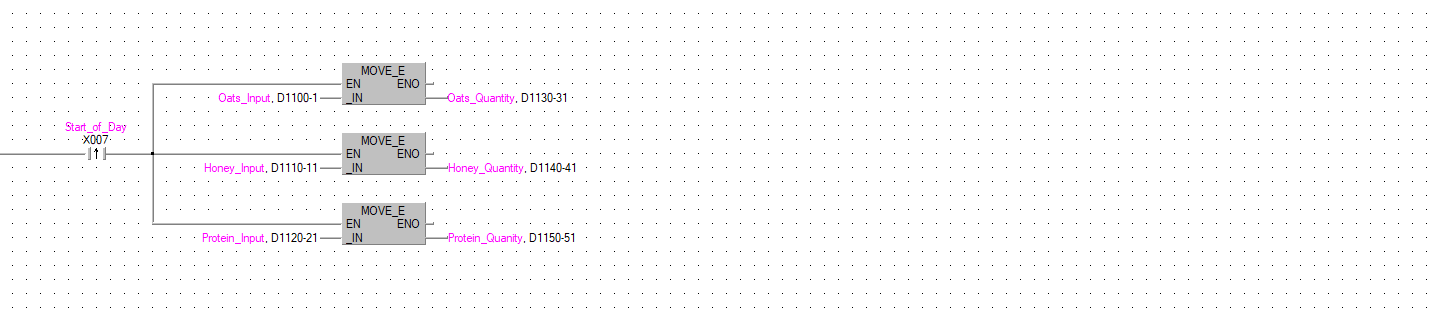 MOVE_E
EN ENO
Oats_Input, D1100-1 _IN Oats_Quantity, D1130-31
Start_of_Day
X007
MOVE_E
EN ENO
Honey_Input, D1110-11 _IN Honey_Quantity, D1140-41
MOVE_E
EN ENO
Protein_Input, D1120-21 _IN Protein_Quanity, D1150-51